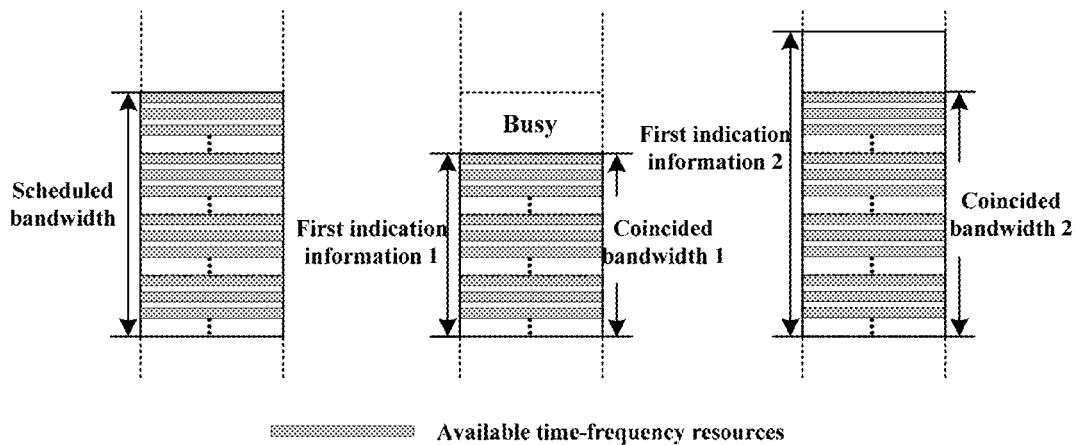 Scheduled
bandwidth
Busy
First indication
information 1
Coincided
bandwidth 1
First indication
information 2
Coincided
bandwidth 2
Available time-frequency resources